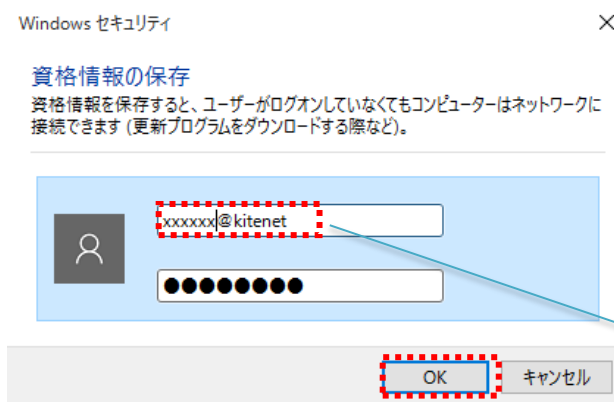 Windows セキュリティ
資格情報の保存
資格情報を保存すると、ユーザーがログオンしていなくてもコンピューターはネットワークに
接続できます (更新プログラムをダウンロードする際など)。
xxxxxx@kitenet
●●●●●●●●
OK
キャンセル